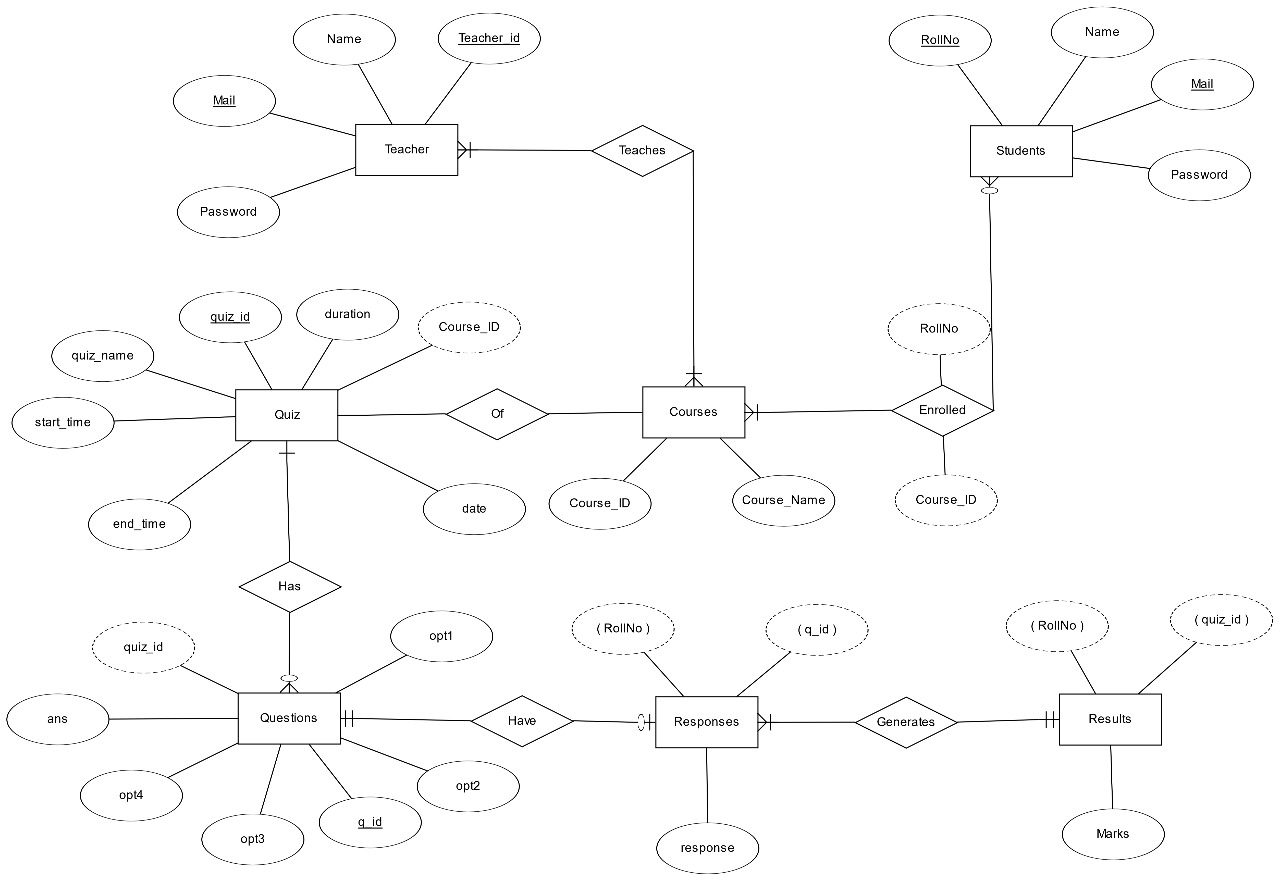 Name
Teacher_id
Mail
Teacher
Password
Teaches
RollNo
Name
Mail
Students
Password
quiz_id
duration
Course_ID
quiz_name
start_time
Quiz
end_time
date
Of
Courses
Course_ID
Course_Name
RollNo
Enrolled
Course_ID
Has
quiz_id
opt1
ans
Questions
opt4
opt3
q_id
opt2
Have
( RollNo )
( q_id )
Responses
response
Generates
( RollNo )
( quiz_id )
Results
Marks